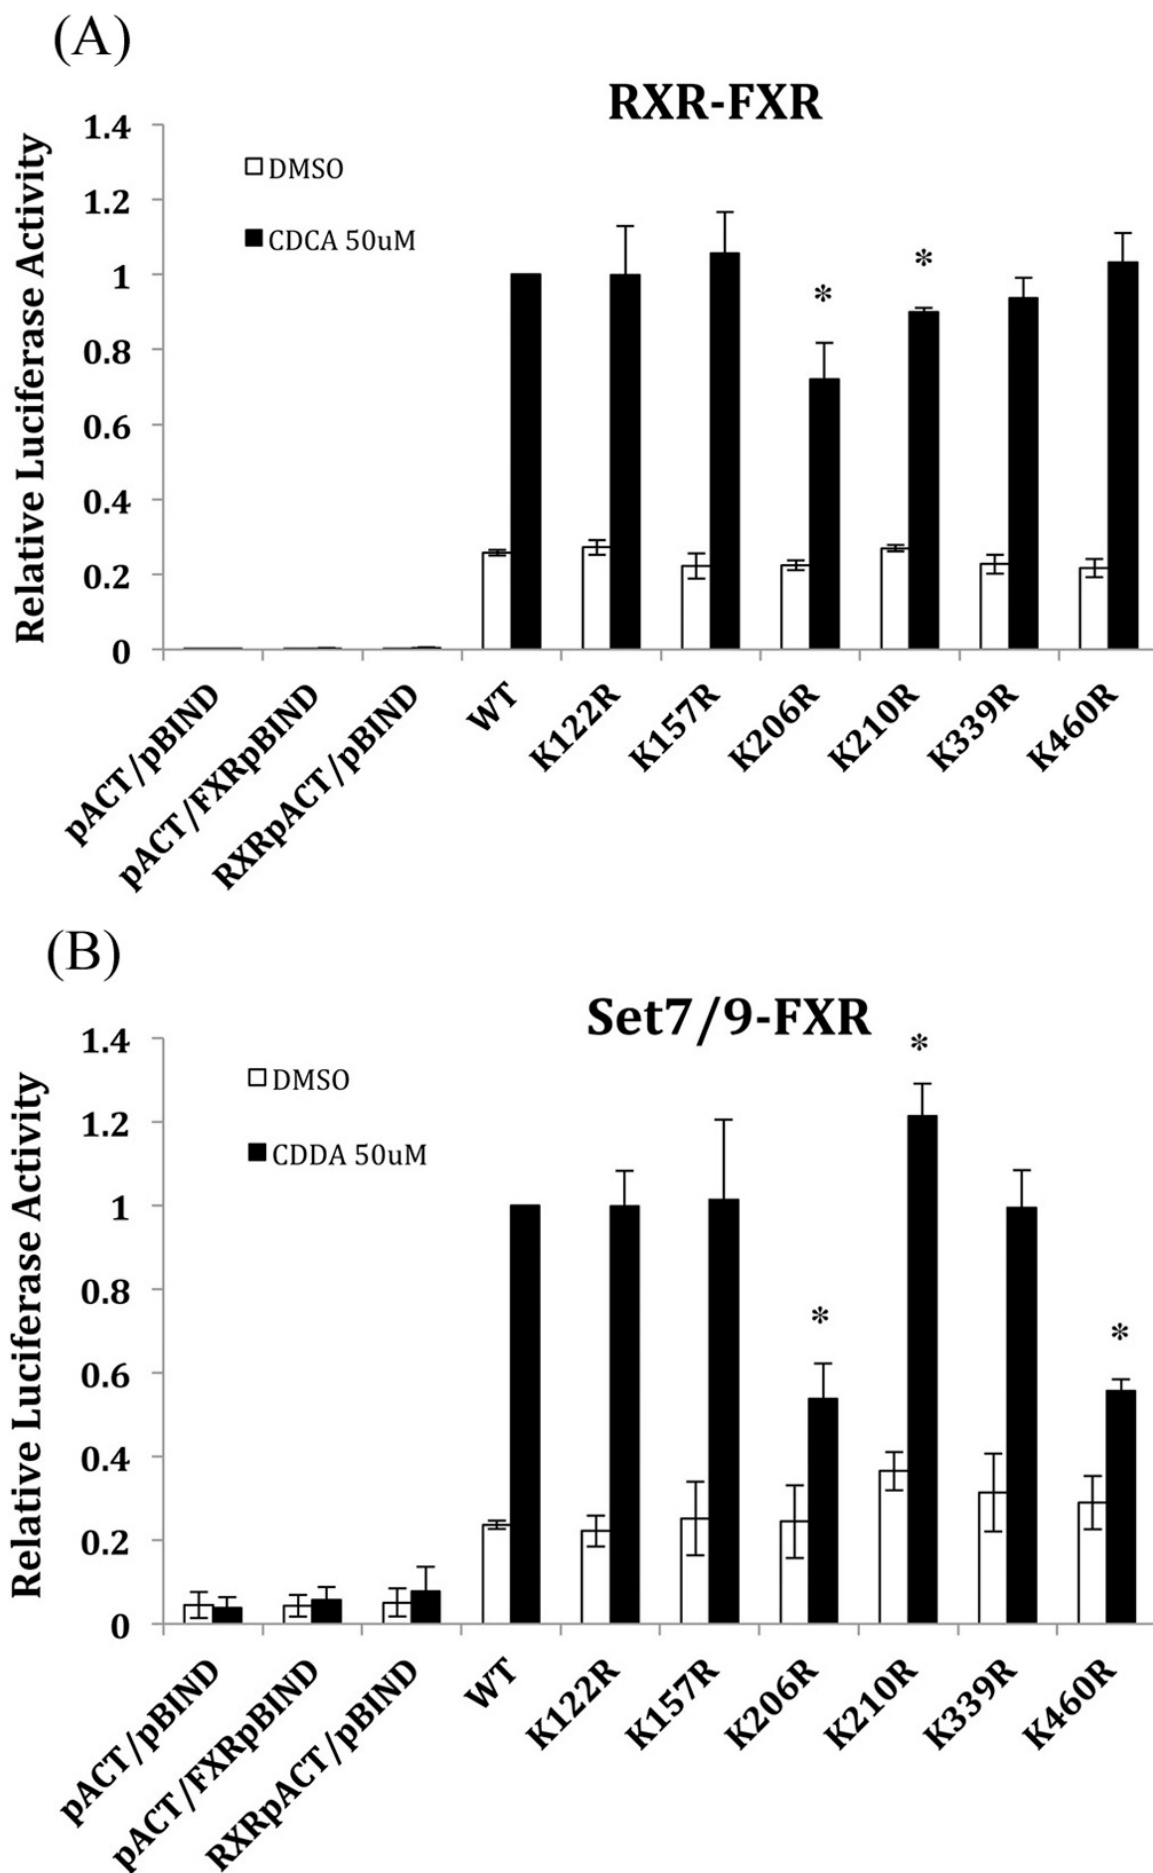 (A)
RXR-FXR
Relative Luciferase Activity
1.4
1.2
1
0.8
0.6
0.4
0.2
0
DMSO
CDCA 50uM
*
*
pACT/pBIND
pACT/FXRpBIND
RXRpACT/pBIND
WT
K122R
K157R
K206R
K210R
K339R
K460R
(B)
Set7/9-FXR
Relative Luciferase Activity
1.4
1.2
1
0.8
0.6
0.4
0.2
0
DMSO
CDDA 50uM
*
*
*
pACT/pBIND
pACT/FXRpBIND
RXRpACT/pBIND
WT
K122R
K157R
K206R
K210R
K339R
K460R